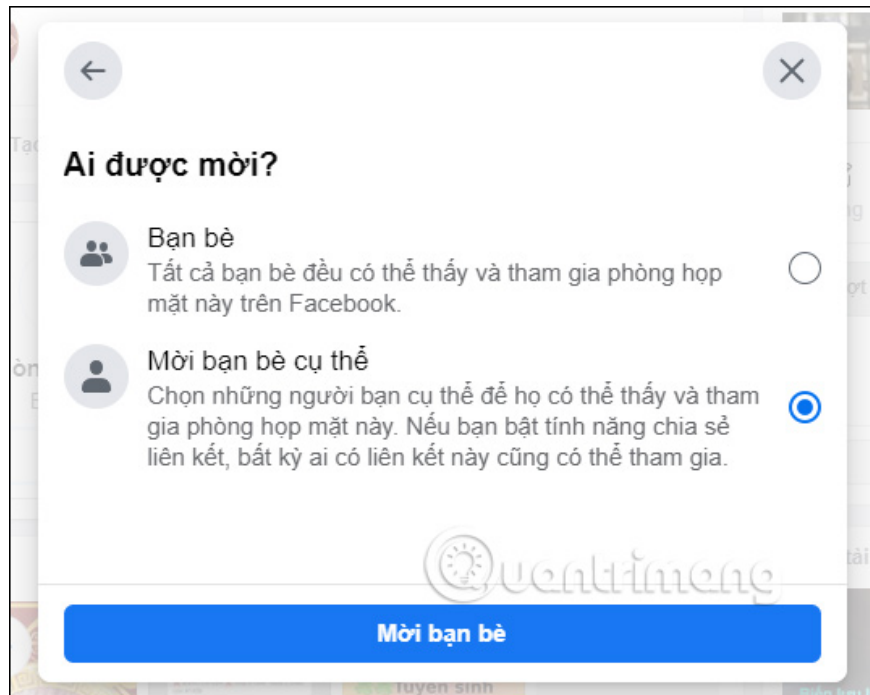 Ai được mời?
Bạn bè
Tất cả bạn bè đều có thể thấy và tham gia phòng họp
mặt này trên Facebook.
Mời bạn bè cụ thể
Chọn những người bạn cụ thể để họ có thể thấy và tham
gia phòng họp mặt này. Nếu bạn bật tính năng chia sẻ
liên kết, bất kỳ ai có liên kết này cũng có thể tham gia.
Quantrimang
Mời bạn bè
Tuyển sinh